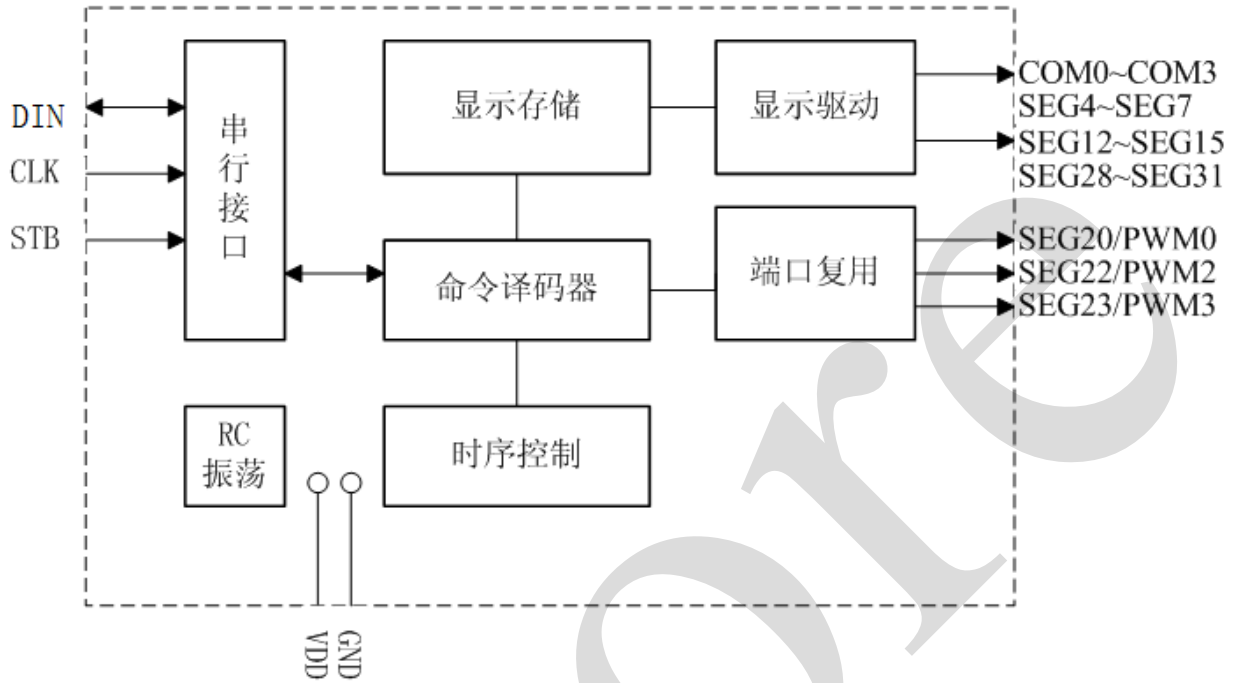 DIN
CLK
STB
串
行
接
口
显示存储
显示驱动
命令译码器
端口复用
RC
振荡
时序控制
COM0~COM3
SEG4~SEG7
SEG12~SEG15
SEG28~SEG31
SEG20/PWM0
SEG22/PWM2
SEG23/PWM3
VDD
GND
ore